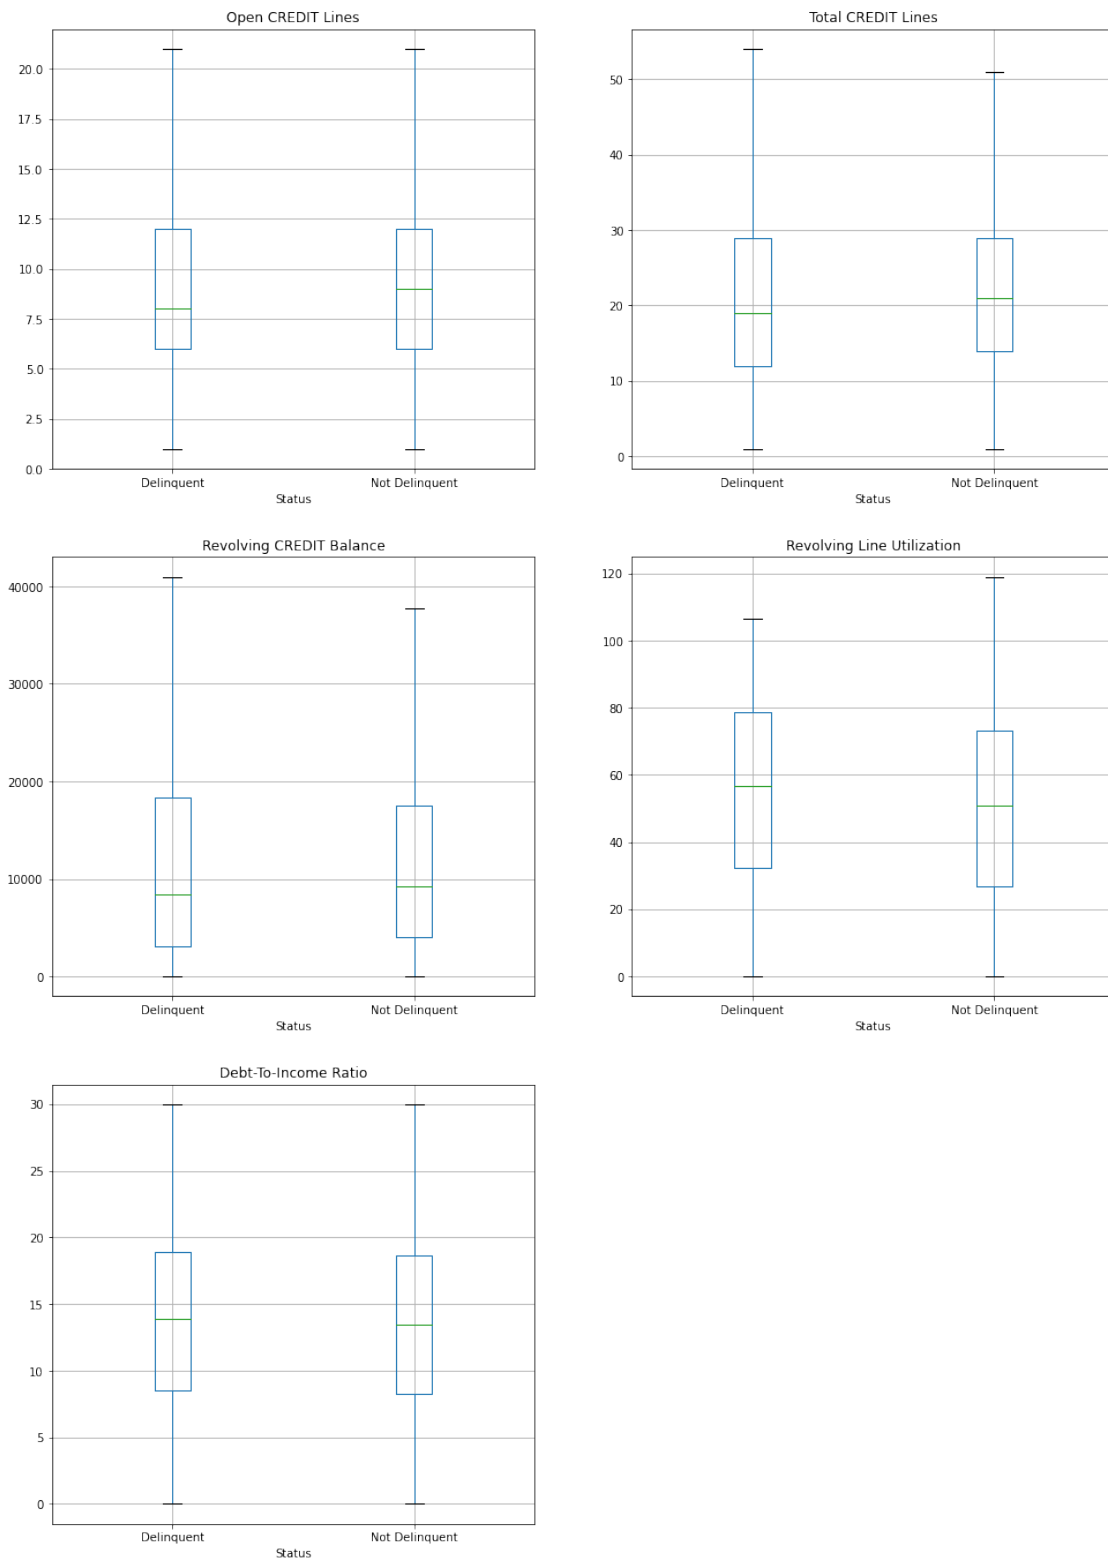 Open CREDIT Lines
20.0
17.5
15.0
12.5
10.0
7.5
5.0
2.5
0.0
Delinquent
Not Delinquent
Status
Total CREDIT Lines
50
40
30
20
10
0
Delinquent
Not Delinquent
Status
Revolving CREDIT Balance
40000
30000
20000
10000
0
Delinquent
Not Delinquent
Status
Revolving Line Utilization
120
100
80
60
40
20
0
Delinquent
Not Delinquent
Status
Debt-To-Income Ratio
30
25
20
15
10
5
0
Delinquent
Not Delinquent
Status